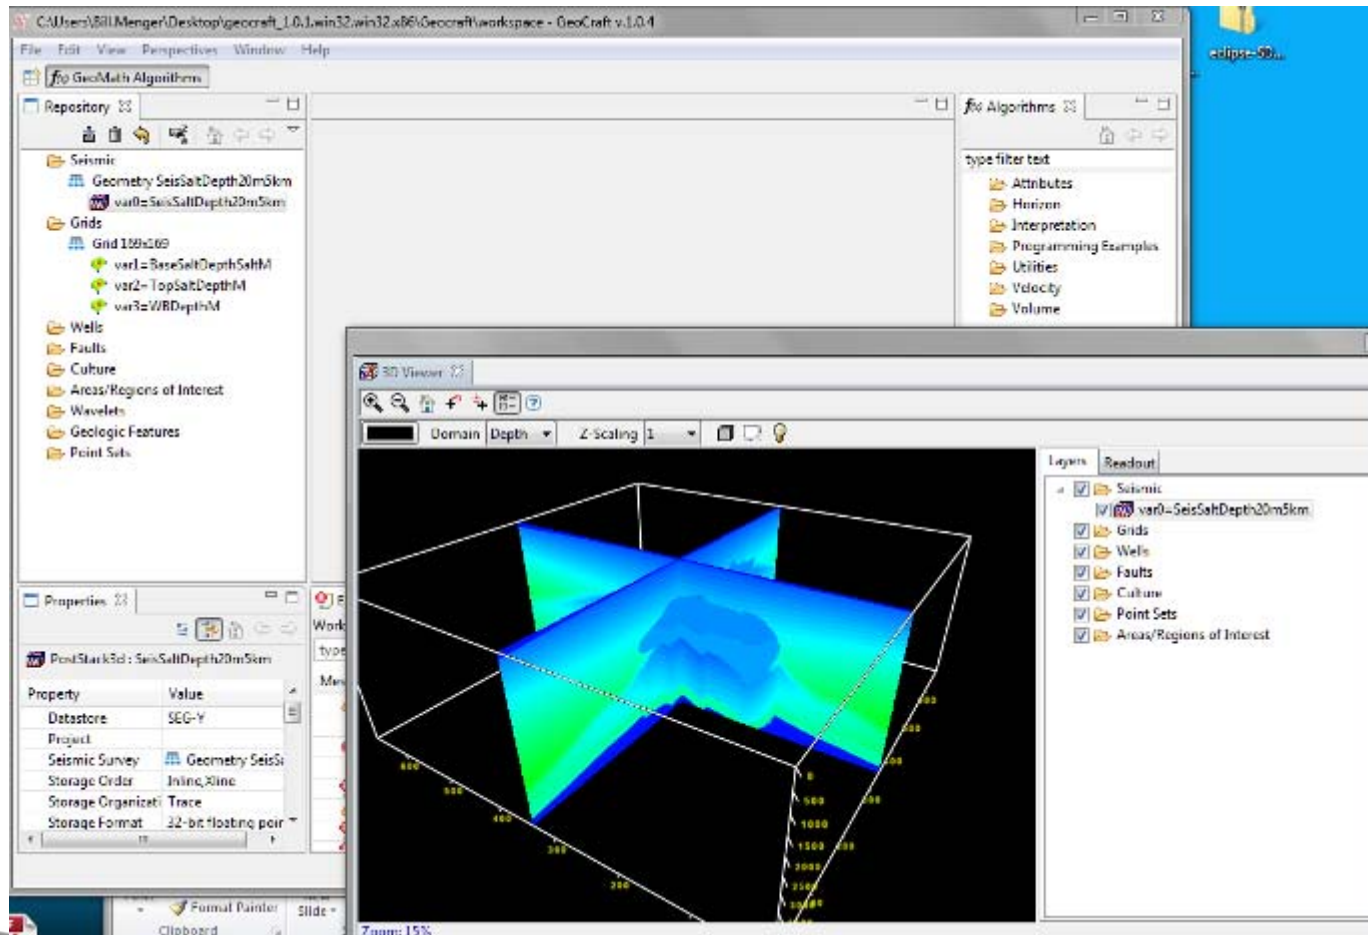 C:\Users\Bill.Menger\Desktop\geocraft_1.0.1.win32.win32.x86\Geocraft\workspace - GeoCraft v.1.0.4
File Edit View Perspectives Window Help
GeoMath Algorithms
Repository
Seismic
Geometry SeisSaltDepth20m5km
var0=SeisSaltDepth20m5km
Grids
Grid 169x169
var1=BaseSaltDepthSaltM
var2=TopSaltDepthM
var3=WBDepthM
Wells
Faults
Culture
Areas/Regions of Interest
Wavelets
Geologic Features
Point Sets
Algorithms
type filter text
Attributes
Horizon
Interpretation
Programming Examples
Utilities
Velocity
Volume
Properties
PostStack3d : SeisSaltDepth20m5km
Property Value
Datastore SEG-Y
Project
Seismic Survey Geometry SeisS
Storage Order Inline,Xline
Storage Organizati Trace
Storage Format 32-bit floating poir
Work
type
Mes
3D Viewer
Domain Depth Z-Scaling 1
Layers Readout
Seismic
var0=SeisSaltDepth20m5km
Grids
Wells
Faults
Culture
Point Sets
Areas/Regions of Interest
600
500
400
300
200
0
500
1000
1500
2000
Zoom: 15%
Format Painter
Slide
Clipboard